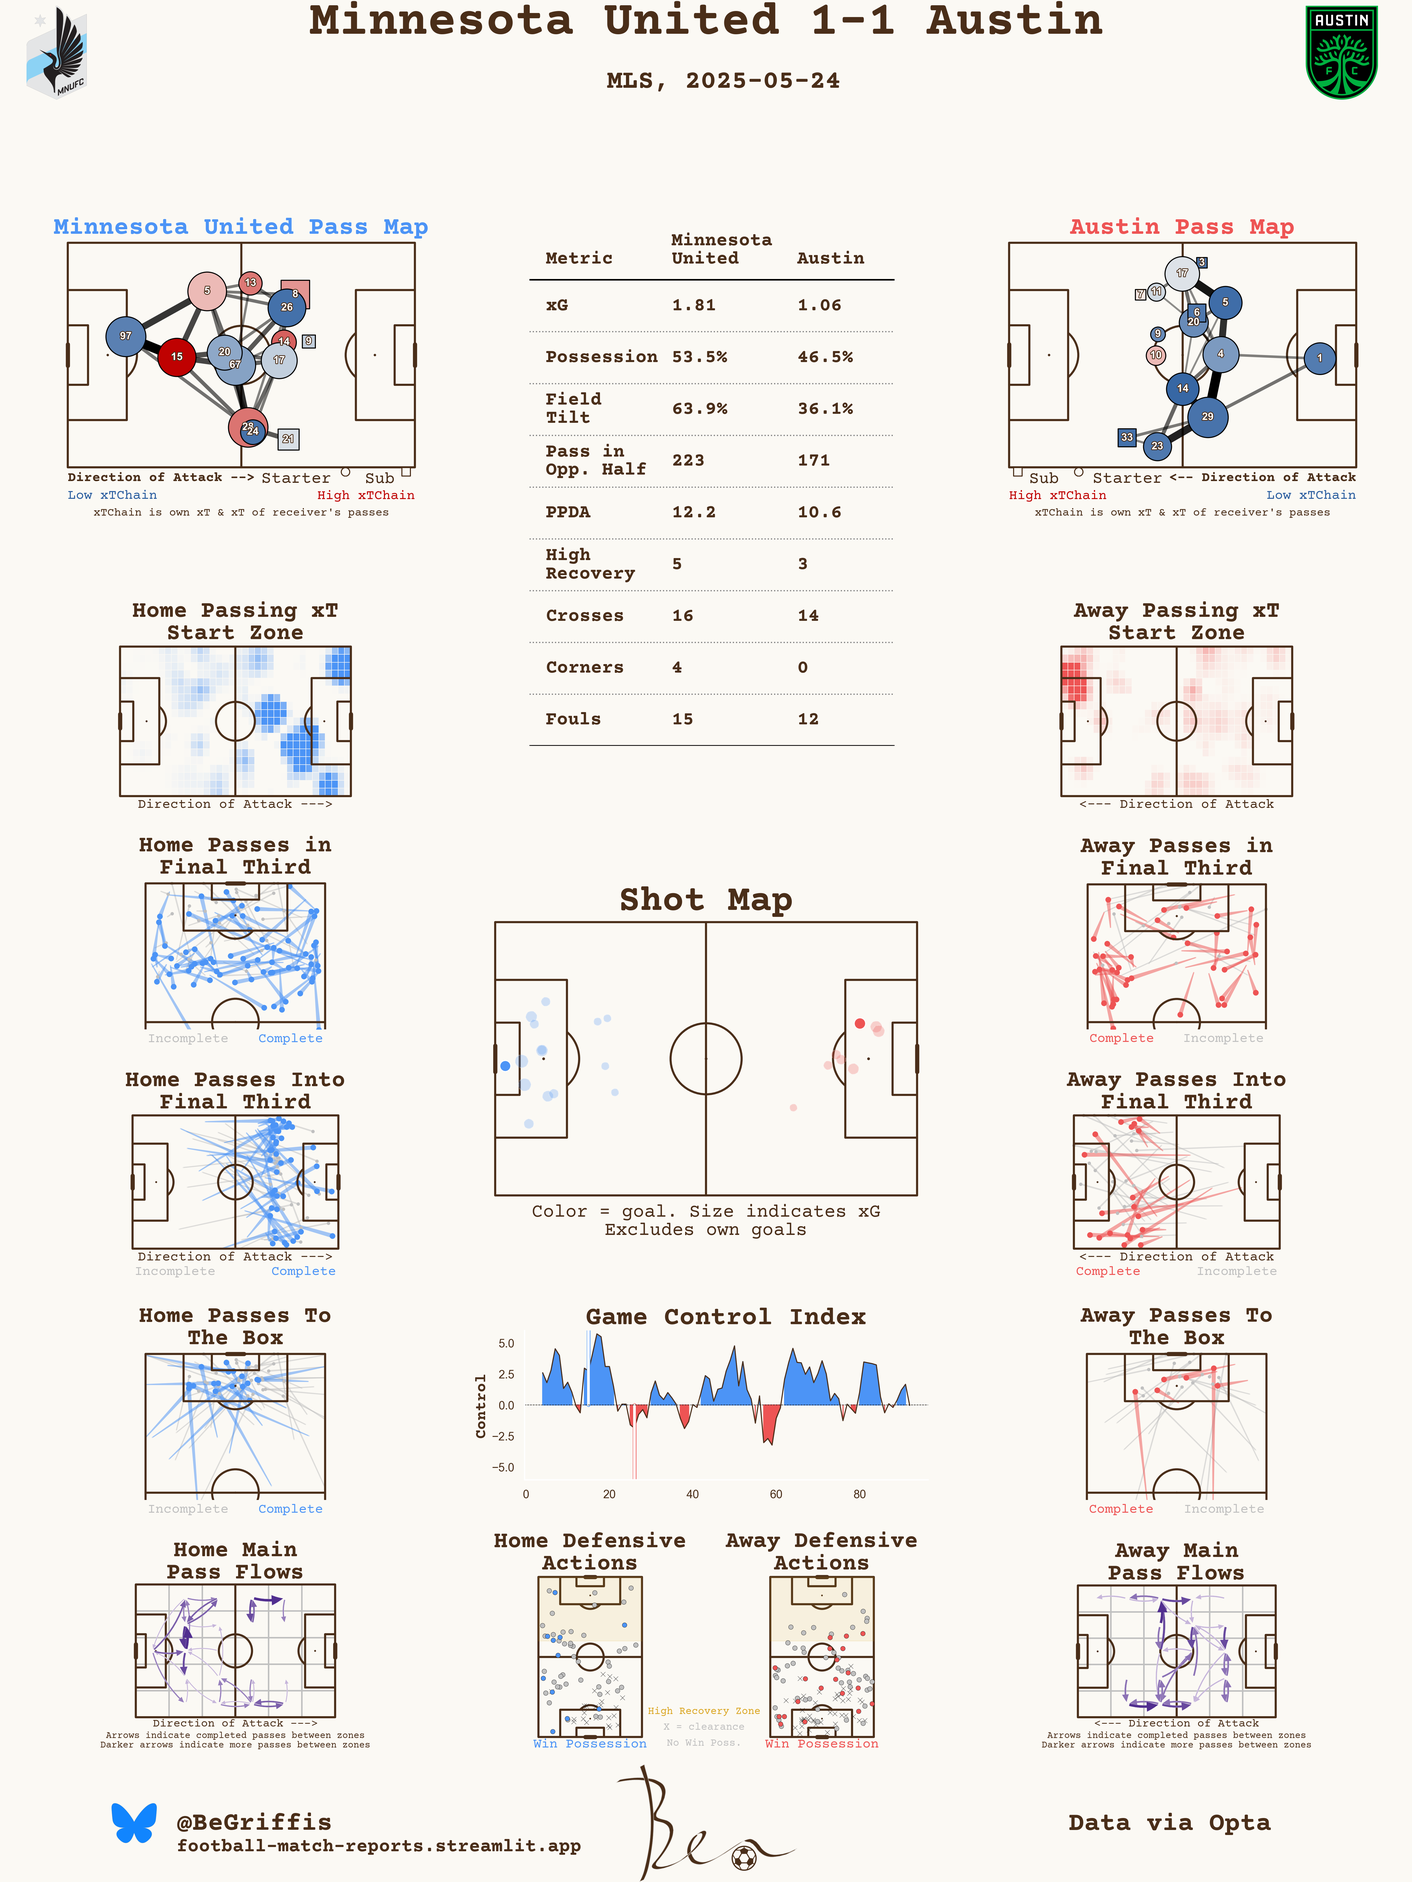 Minnesota United 1-1 Austin
MLS, 2025-05-24
MNUFC
AUSTIN
F C
Minnesota United Pass Map
97
15
5
13
8
26
14
9
20
67
17
28
24
21
Direction of Attack --> Starter Sub
Low xTChain High xTChain
xTChain is own xT & xT of receiver's passes
Metric Minnesota United Austin
xG 1.81 1.06
Possession 53.5% 46.5%
Field Tilt 63.9% 36.1%
Pass in Opp. Half 223 171
PPDA 12.2 10.6
High Recovery 5 3
Crosses 16 14
Corners 4 0
Fouls 15 12
Austin Pass Map
17
3
7
11
5
6
20
9
10
4
1
14
29
33
23
Sub Starter <-- Direction of Attack
High xTChain Low xTChain
xTChain is own xT & xT of receiver's passes
Home Passing xT
Start Zone
Direction of Attack --->
Away Passing xT
Start Zone
<--- Direction of Attack
Home Passes in
Final Third
Incomplete Complete
Shot Map
Color = goal. Size indicates xG
Excludes own goals
Away Passes in
Final Third
Complete Incomplete
Home Passes Into
Final Third
Direction of Attack --->
Incomplete Complete
Away Passes Into
Final Third
<--- Direction of Attack
Complete Incomplete
Home Passes To
The Box
Incomplete Complete
Game Control Index
Control
5.0
2.5
0.0
−2.5
−5.0
0 20 40 60 80
Away Passes To
The Box
Complete Incomplete
Home Main
Pass Flows
Direction of Attack --->
Arrows indicate completed passes between zones
Darker arrows indicate more passes between zones
Home Defensive
Actions
Win Possession
High Recovery Zone
X = clearance
No Win Poss.
Away Defensive
Actions
Win Possession
Away Main
Pass Flows
<--- Direction of Attack
Arrows indicate completed passes between zones
Darker arrows indicate more passes between zones
@BeGriffis
football-match-reports.streamlit.app
Ben
Data via Opta